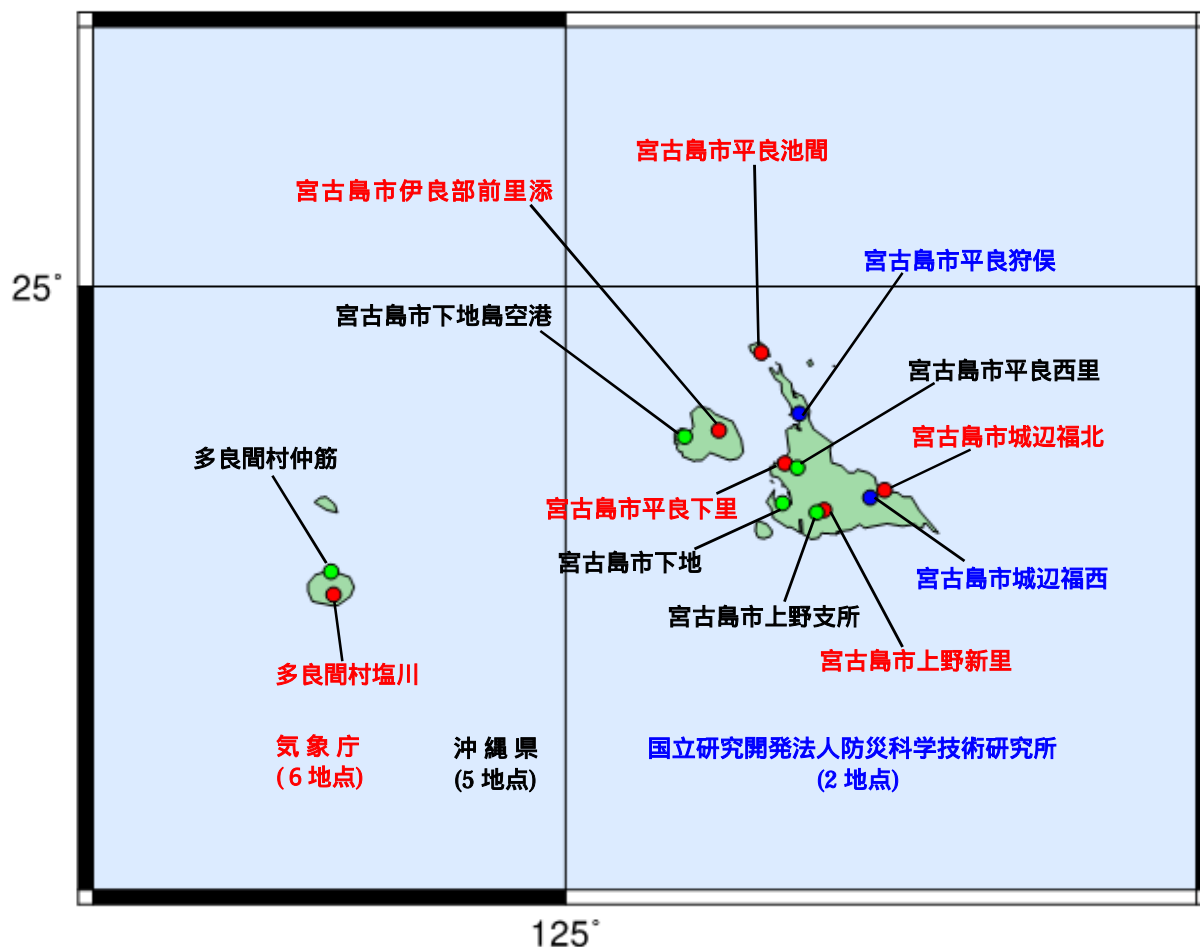 宮古島市平良池間
宮古島市伊良部前里添
宮古島市平良狩俣
25°
宮古島市下地島空港
宮古島市平良西里
宮古島市城辺福北
多良間村仲筋
宮古島市平良下里
宮古島市下地
宮古島市城辺福西
宮古島市上野支所
宮古島市上野新里
多良間村塩川
気象庁
(6地点)
沖縄県
(5地点)
国立研究開発法人防災科学技術研究所
(2地点)
125°